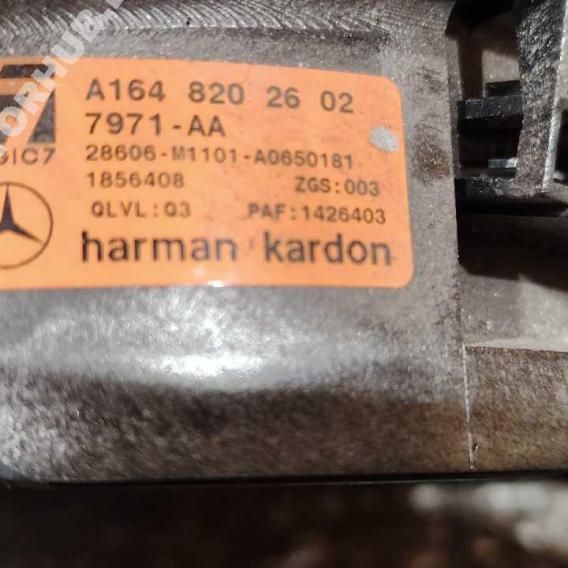 A164 820 26 02
7971-AA
28606-M1101-A0650181
1856408 ZGS:003
QLVL:Q3 PAF:1426403
harman kardon